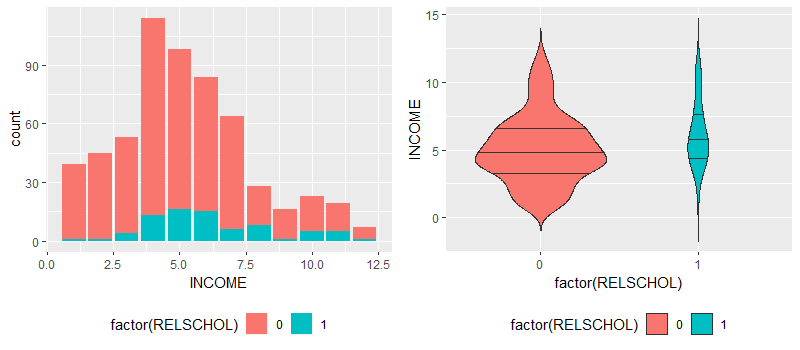 count
90
60
30
0
0.0
2.5
5.0
7.5
10.0
12.5
INCOME
factor(RELSCHOL) 0 1
INCOME
15
10
5
0
0
1
factor(RELSCHOL)
factor(RELSCHOL) 0 1